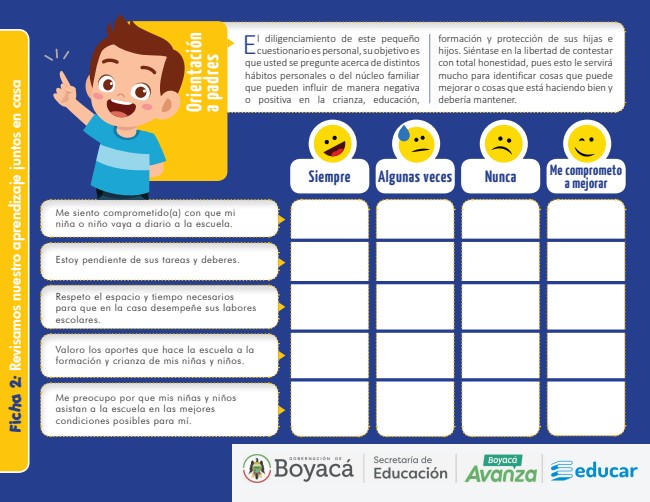 Ficha 2: Revisamos nuestro aprendizaje juntos en casa
Orientación
a padres
El diligenciamiento de este pequeño
cuestionario es personal, su objetivo es
que usted se pregunte acerca de distintos
hábitos personales o del núcleo familiar
que pueden influir de manera negativa
o positiva en la crianza, educación,
formación y protección de sus hijas e
hijos. Siéntase en la libertad de contestar
con total honestidad, pues esto le servirá
mucho para identificar cosas que puede
mejorar o cosas que está haciendo bien y
debería mantener.
Siempre
Algunas veces
Nunca
Me comprometo
a mejorar
Me siento comprometido(a) con que mi
niña o niño vaya a diario a la escuela.
Estoy pendiente de sus tareas y deberes.
Respeto el espacio y tiempo necesarios
para que en la casa desempeñe sus labores
escolares.
Valoro los aportes que hace la escuela a la
formación y crianza de mis niñas y niños.
Me preocupo por que mis niñas y niños
asistan a la escuela en las mejores
condiciones posibles para mí.
GOBERNACIÓN DE
Boyacá
Secretaría de
Educación
Boyacá
Avanza
educar